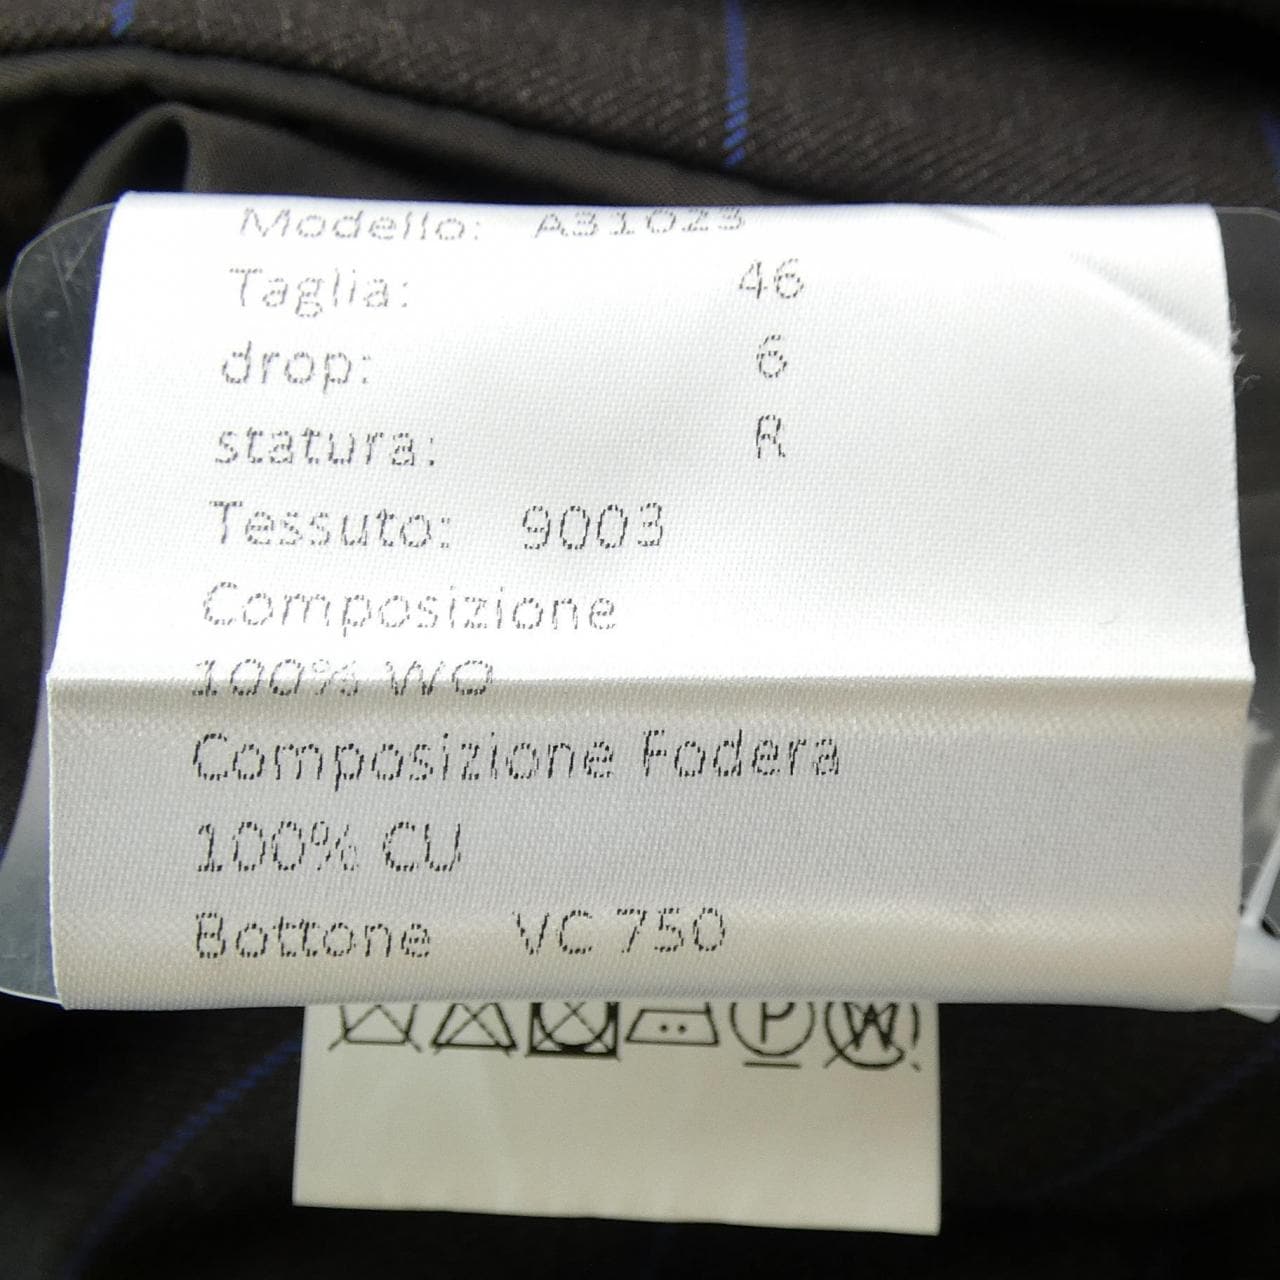 Modello: A31023
Taglia: 46
drop: 6
statura: R
Tessuto: 9003
Composizione
100% WO
Composizione Fodera
100% CU
Bottone VC 750
P W